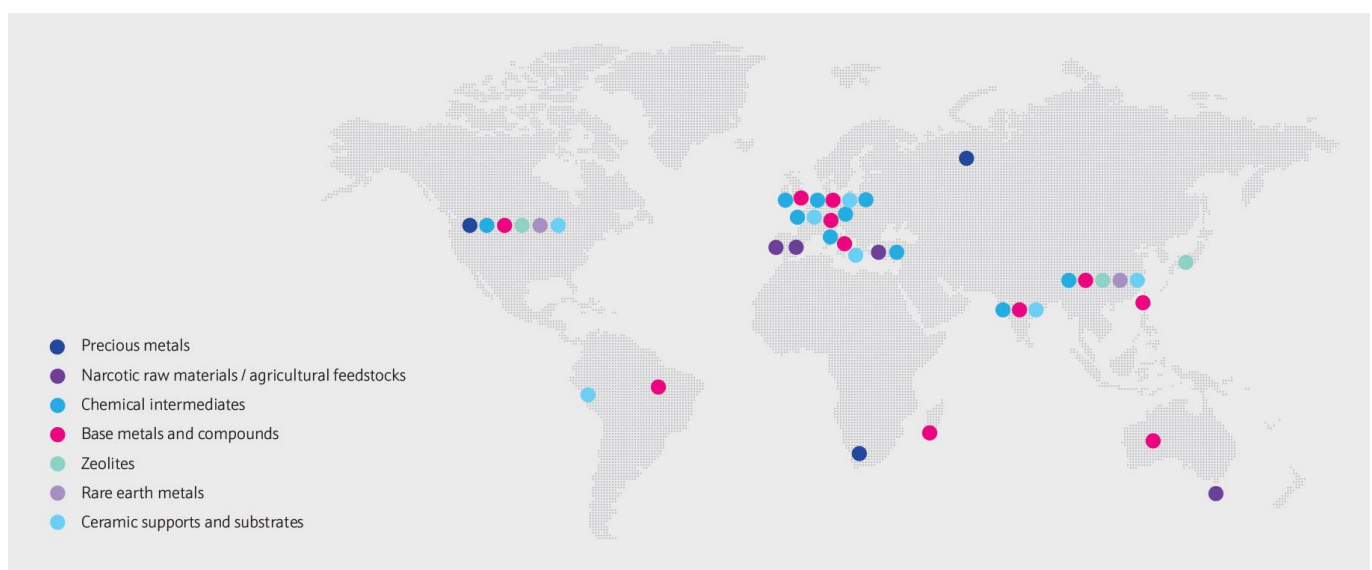 Precious metals
Narcotic raw materials / agricultural feedstocks
Chemical intermediates
Base metals and compounds
Zeolites
Rare earth metals
Ceramic supports and substrates